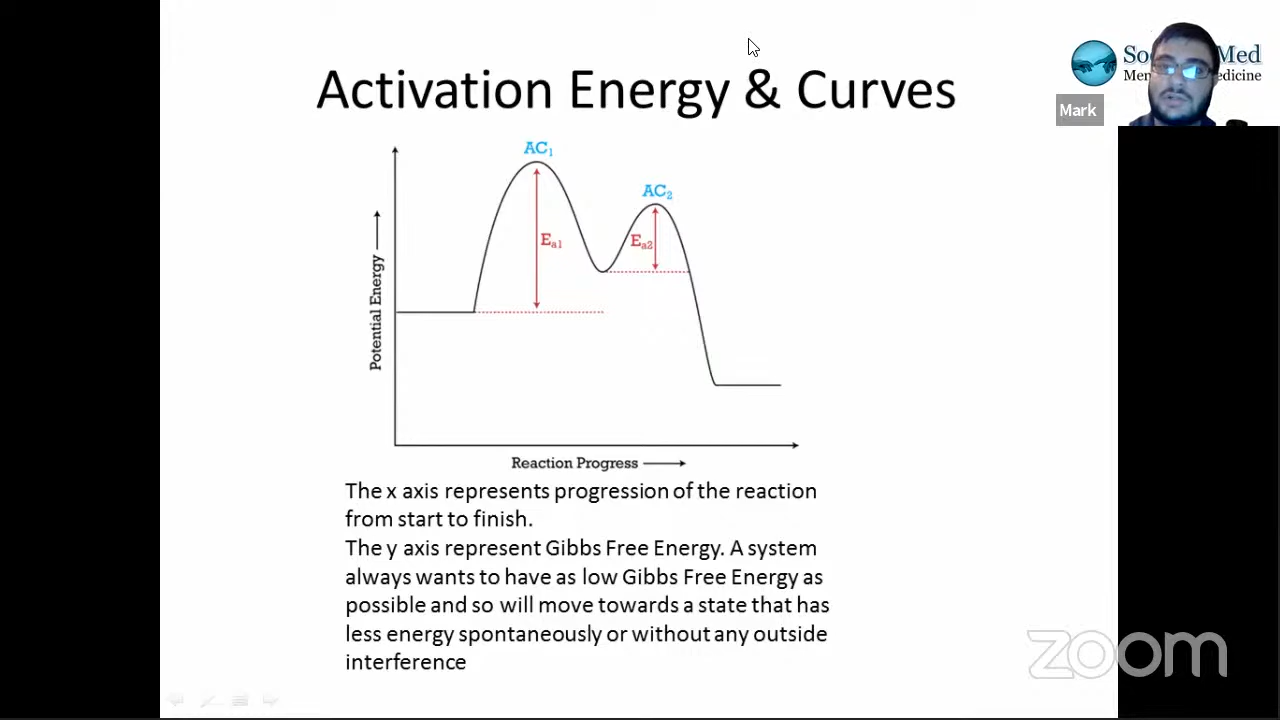 Activation Energy & Curves
Med
Mark
AC₁
AC₂
Eₐ₁
Eₐ₂
Potential Energy
Reaction Progress
The x axis represents progression of the reaction
from start to finish.
The y axis represent Gibbs Free Energy. A system
always wants to have as low Gibbs Free Energy as
possible and so will move towards a state that has
less energy spontaneously or without any outside
interference
zoom